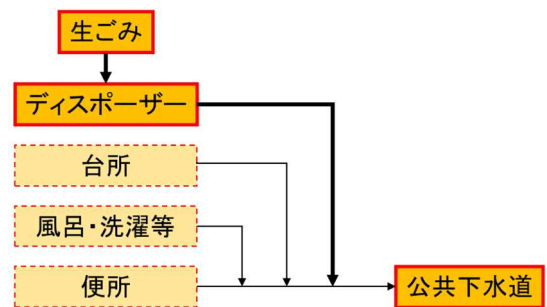 生ごみ
ディスポーザー
台所
風呂・洗濯等
便所
公共下水道